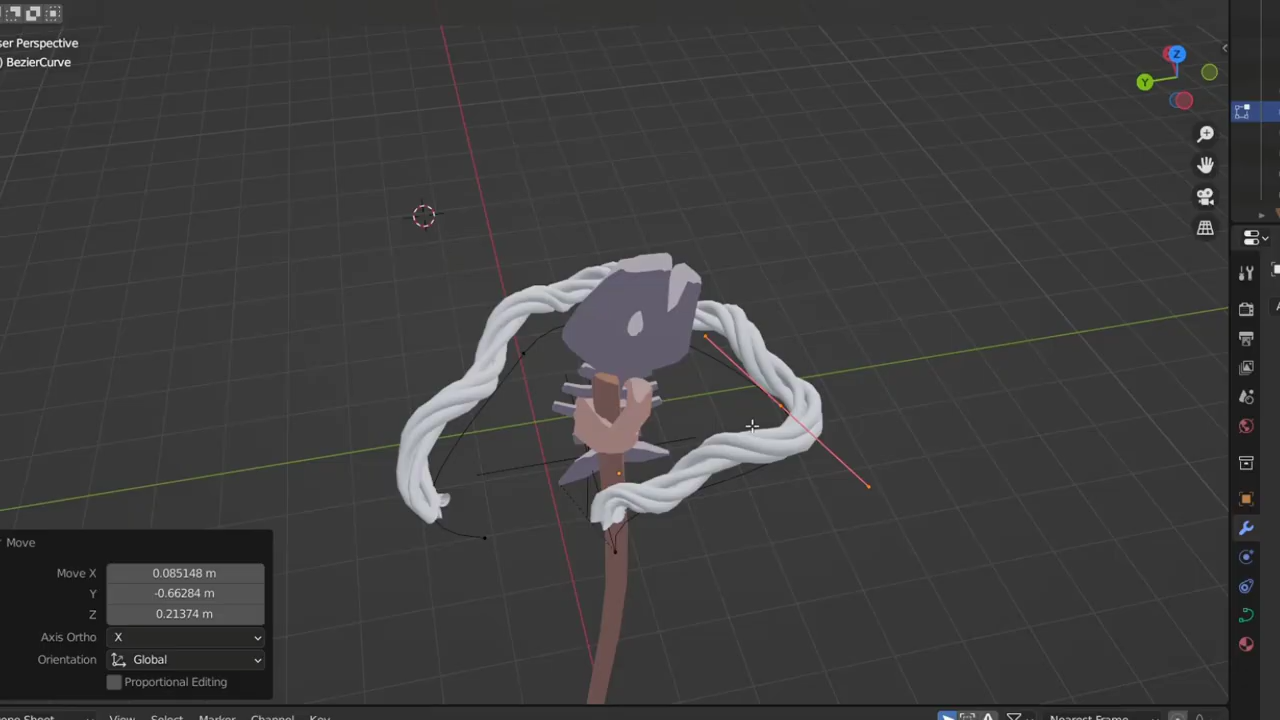 ser Perspective
) BezierCurve
Z
Y
Move
Move X
0.085148 m
Y
-0.66284 m
Z
0.21374 m
Axis Ortho
X
Orientation
Global
Proportional Editing
View
Select
Marker
Channel
Key
Nearest Frame